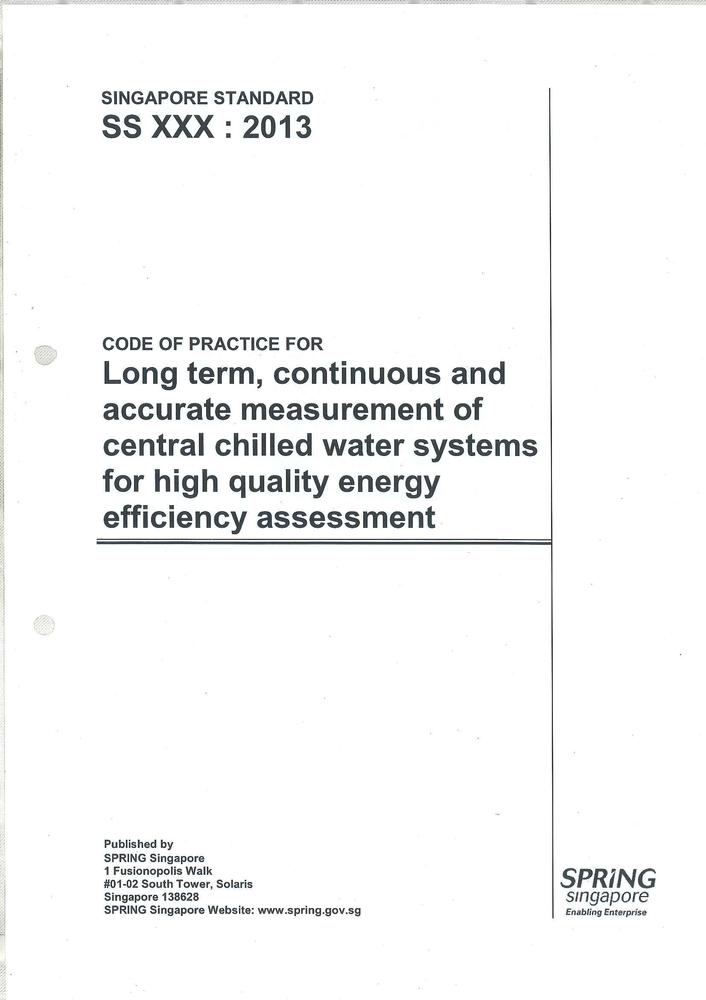 SINGAPORE STANDARD
SS XXX : 2013
CODE OF PRACTICE FOR
Long term, continuous and
accurate measurement of
central chilled water systems
for high quality energy
efficiency assessment
Published by
SPRING Singapore
1 Fusionopolis Walk
#01-02 South Tower, Solaris
Singapore 138628
SPRING Singapore Website: www.spring.gov.sg
SPRiNG
singapore
Enabling Enterprise